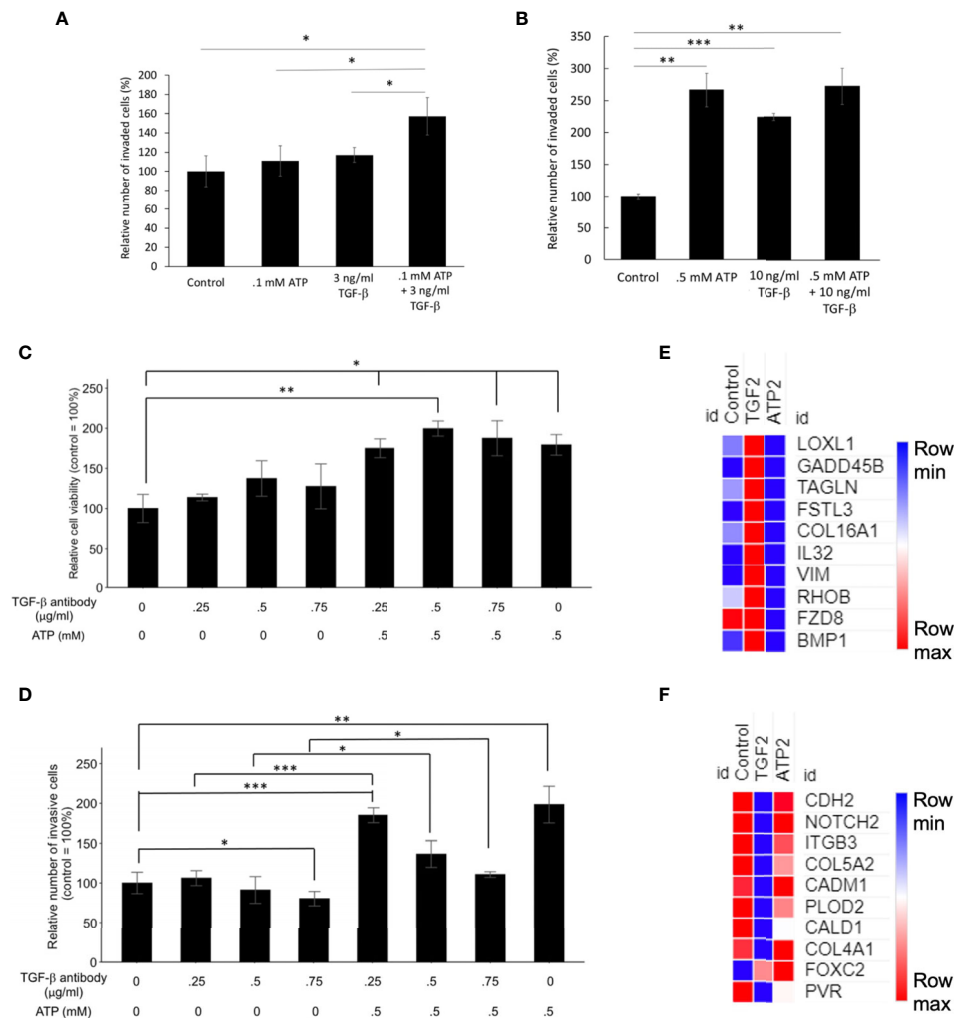 A
*
*
*
Relative number of invaded cells (%)
200
180
160
140
120
100
80
60
40
20
0
Control
.1 mM ATP
3 ng/ml
TGF-β
.1 mM ATP
+ 3 ng/ml
TGF-β
B
**
***
**
Relative number of invaded cells (%)
350
300
250
200
150
100
50
0
Control
.5 mM ATP
10 ng/ml
TGF-β
.5 mM ATP
+ 10 ng/ml
TGF-β
C
*
**
Relative cell viability (control = 100%)
250
200
150
100
50
0
TGF-β antibody
(μg/ml)
0 .25 .5 .75 .25 .5 .75 0
ATP (mM) 0 0 0 0 .5 .5 .5 .5
D
**
*
*
***
***
*
Relative number of invasive cells
(control = 100%)
250
200
150
100
50
0
TGF-β antibody
(μg/ml)
0 .25 .5 .75 .25 .5 .75 0
ATP (mM) 0 0 0 0 .5 .5 .5 .5
E
id Control TGF2 ATP2 id
LOXL1
GADD45B
TAGLN
FSTL3
COL16A1
IL32
VIM
RHOB
FZD8
BMP1
Row
min
Row
max
F
id Control TGF2 ATP2 id
CDH2
NOTCH2
ITGB3
COL5A2
CADM1
PLOD2
CALD1
COL4A1
FOXC2
PVR
Row
min
Row
max